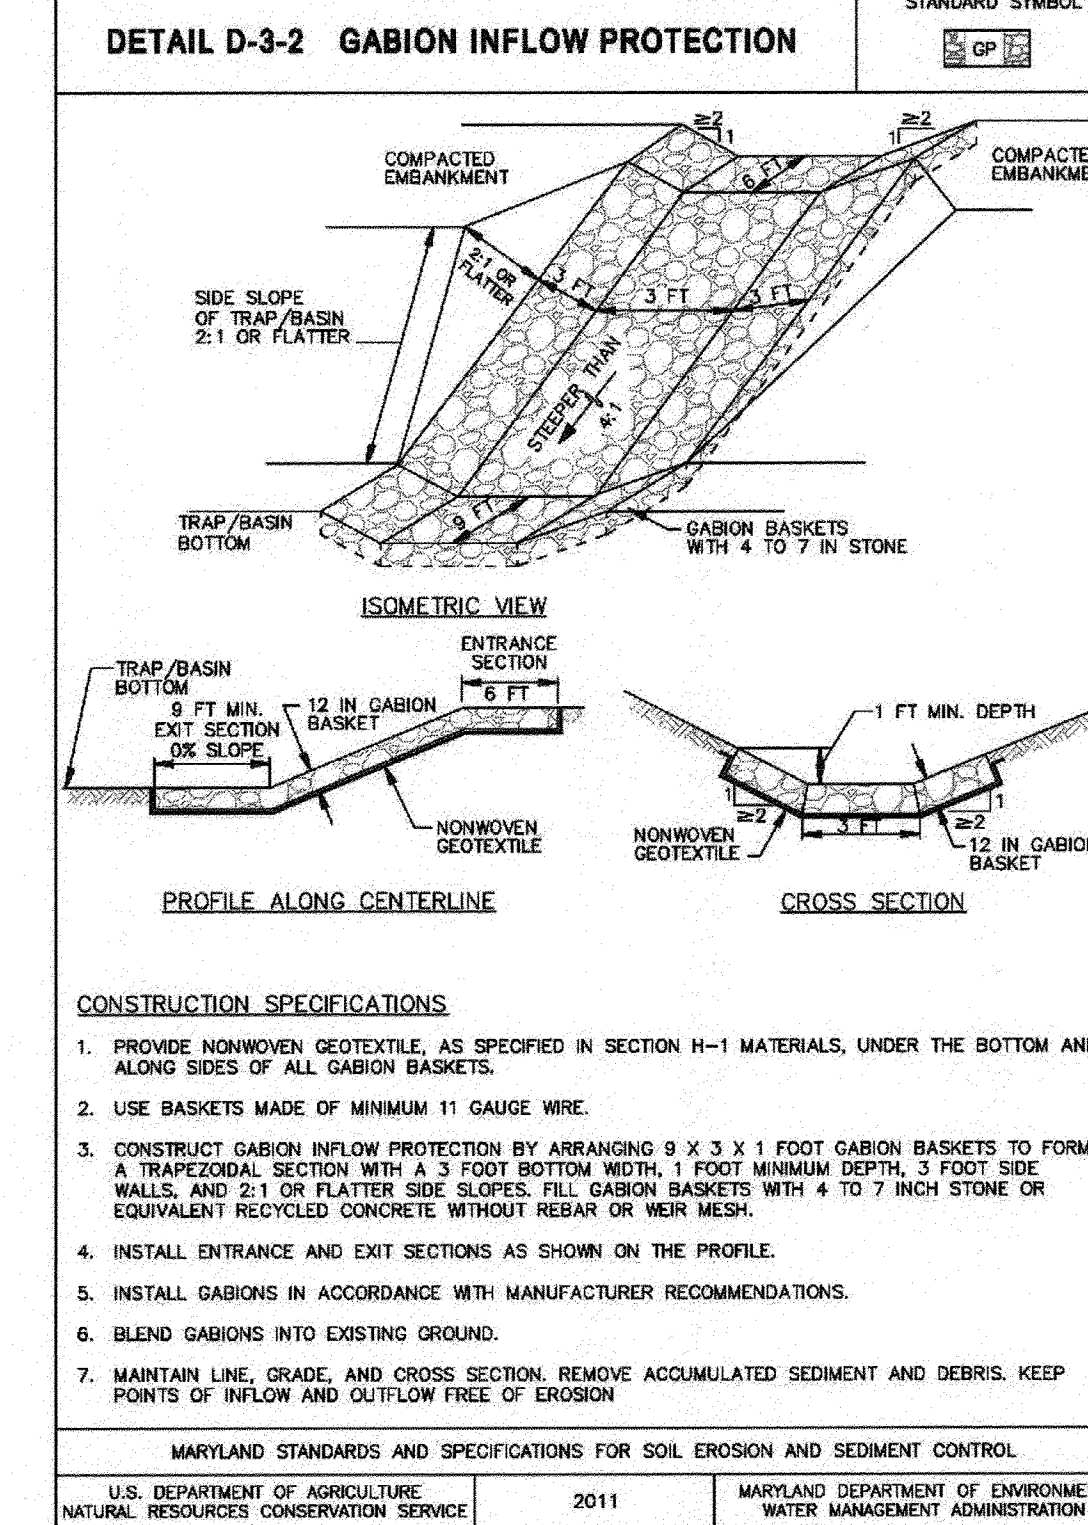 STANDARD SYMBOL
DETAIL D-3-2 GABION INFLOW PROTECTION
GP
≥2
1
≥2
1
COMPACTED
EMBANKMENT
6 FT
COMPACTE
EMBANKME
2:1 OR
FLATTER
3 FT
3 FT
3 FT
SIDE SLOPE
OF TRAP/BASIN
2:1 OR FLATTER
STEEPER THAN
4:1
9 FT
TRAP/BASIN
BOTTOM
GABION BASKETS
WITH 4 TO 7 IN STONE
ISOMETRIC VIEW
ENTRANCE
SECTION
6 FT
TRAP/BASIN
BOTTOM
9 FT MIN.
EXIT SECTION
0% SLOPE
12 IN GABION
BASKET
NONWOVEN
GEOTEXTILE
PROFILE ALONG CENTERLINE
1 FT MIN. DEPTH
1
≥2
3 FT
1
≥2
NONWOVEN
GEOTEXTILE
12 IN GABION
BASKET
CROSS SECTION
CONSTRUCTION SPECIFICATIONS
1. PROVIDE NONWOVEN GEOTEXTILE, AS SPECIFIED IN SECTION H-1 MATERIALS, UNDER THE BOTTOM AND
ALONG SIDES OF ALL GABION BASKETS.
2. USE BASKETS MADE OF MINIMUM 11 GAUGE WIRE.
3. CONSTRUCT GABION INFLOW PROTECTION BY ARRANGING 9 X 3 X 1 FOOT GABION BASKETS TO FORM
A TRAPEZOIDAL SECTION WITH A 3 FOOT BOTTOM WIDTH, 1 FOOT MINIMUM DEPTH, 3 FOOT SIDE
WALLS, AND 2:1 OR FLATTER SIDE SLOPES. FILL GABION BASKETS WITH 4 TO 7 INCH STONE OR
EQUIVALENT RECYCLED CONCRETE WITHOUT REBAR OR WEIR MESH.
4. INSTALL ENTRANCE AND EXIT SECTIONS AS SHOWN ON THE PROFILE.
5. INSTALL GABIONS IN ACCORDANCE WITH MANUFACTURER RECOMMENDATIONS.
6. BLEND GABIONS INTO EXISTING GROUND.
7. MAINTAIN LINE, GRADE, AND CROSS SECTION. REMOVE ACCUMULATED SEDIMENT AND DEBRIS. KEEP
POINTS OF INFLOW AND OUTFLOW FREE OF EROSION
MARYLAND STANDARDS AND SPECIFICATIONS FOR SOIL EROSION AND SEDIMENT CONTROL
U.S. DEPARTMENT OF AGRICULTURE
NATURAL RESOURCES CONSERVATION SERVICE
2011
MARYLAND DEPARTMENT OF ENVIRONME
WATER MANAGEMENT ADMINISTRATION